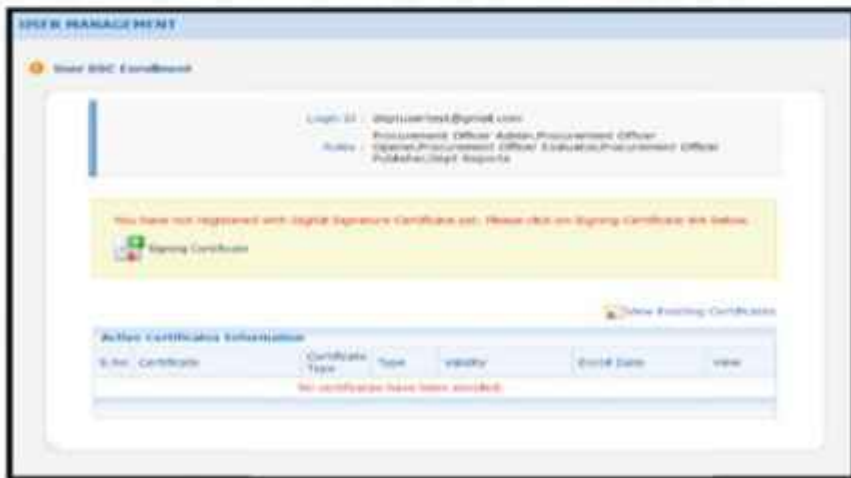 USER MANAGEMENT
User DSC Enrollment
Login ID : deptusertest@gmail.com
Procurement Officer Admin,Procurement Officer
Roles : Opener,Procurement Officer Evaluator,Procurement Officer
Publisher,Dept Reports
You have not registered with Digital Signature Certificate yet. Please click on Signing Certificate link below.
Signing Certificate
View Existing Certificates
Active Certificates Information
S.No Certificate Certificate Type Type Validity Enroll Date View
No certificates have been enrolled.